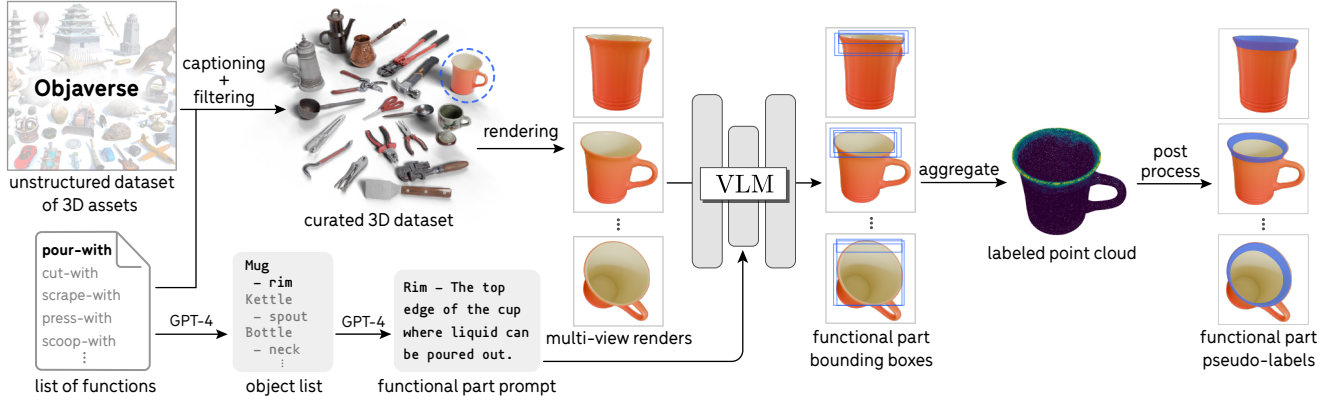 Objaverse
unstructured dataset
of 3D assets
captioning
+
filtering
curated 3D dataset
rendering
multi-view renders
VLM
functional part
bounding boxes
aggregate
labeled point cloud
post
process
functional part
pseudo-labels
pour-with
cut-with
scrape-with
press-with
scoop-with
⋮
list of functions
GPT-4
Mug
– rim
Kettle
– spout
Bottle
– neck
⋮
object list
GPT-4
Rim – The top
edge of the cup
where liquid can
be poured out.
functional part prompt